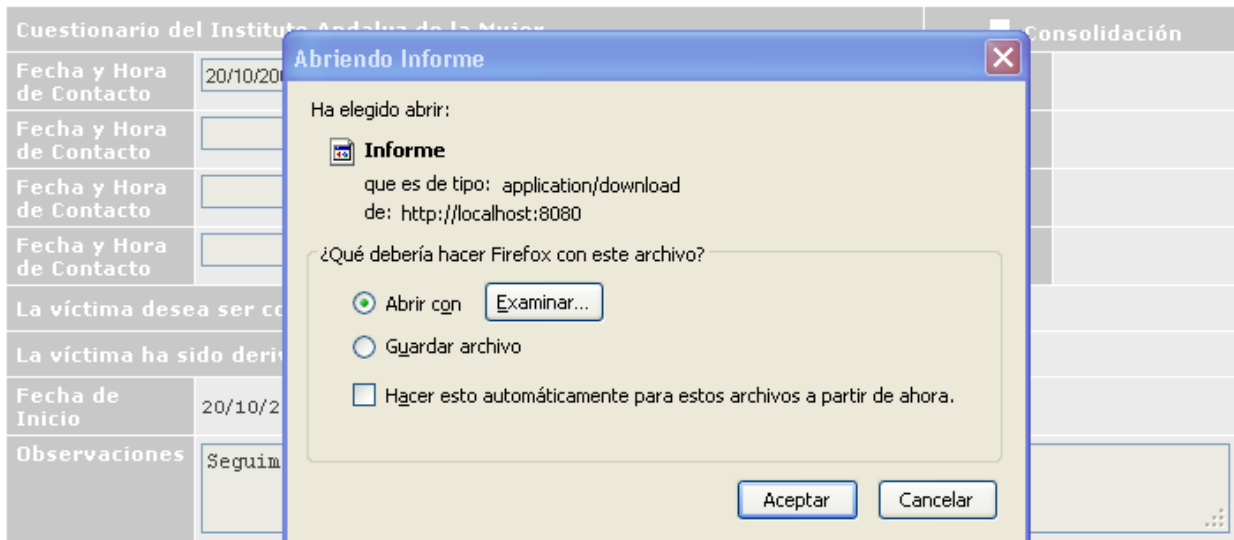 Cuestionario del Instituto Andaluz de la Mujer
Consolidación
Abriendo Informe
Fecha y Hora
de Contacto
20/10/20
Ha elegido abrir:
Fecha y Hora
de Contacto
Informe
que es de tipo: application/download
Fecha y Hora
de Contacto
de: http://localhost:8080
Fecha y Hora
de Contacto
¿Qué debería hacer Firefox con este archivo?
La víctima desea ser
Abrir con
Examinar...
La víctima ha sido
Guardar archivo
Fecha de
Inicio
20/10/2
Hacer esto automáticamente para estos archivos a partir de ahora.
Observaciones
Seguim
Aceptar
Cancelar